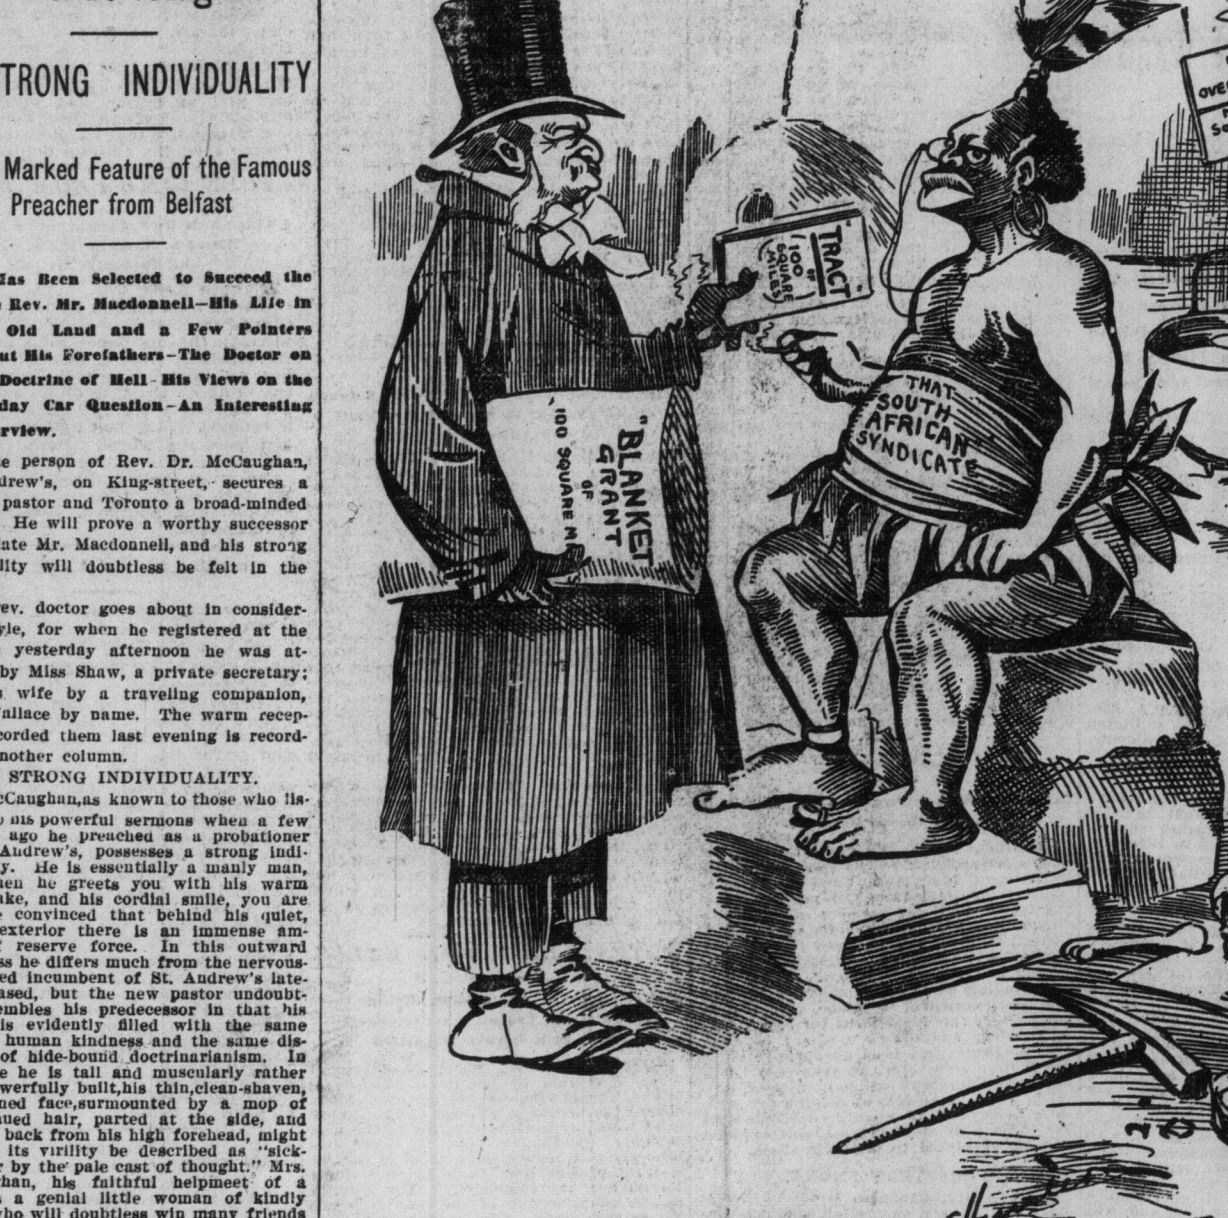 TRONG INDIVIDUALITY
Marked Feature of the Famous
Preacher from Belfast
Has Been Selected to Succeed the
Rev. Mr. Macdonnell—His Life in
Old Land and a Few Pointers
ut His Forefathers—The Doctor on
Doctrine of Hell—His Views on the
day Car Question—An Interesting
rview.
e person of Rev. Dr. McCaughan,
drew's, on King-street, secures a
pastor and Toronto a broad-minded
He will prove a worthy successor
ate Mr. Macdonnell, and his strong
lity will doubtless be felt in the
ev. doctor goes about in consider-
yle, for when he registered at the
yesterday afternoon he was at-
by Miss Shaw, a private secretary;
s wife by a traveling companion,
allace by name. The warm recep-
corded them last evening is record-
nother column.
STRONG INDIVIDUALITY.
cCaughan,as known to those who lis-
o his powerful sermons when a few
ago he preached as a probationer
Andrew's, possesses a strong indi-
y. He is essentially a manly man,
hen he greets you with his warm
ake, and his cordial smile, you are
e convinced that behind his quiet,
exterior there is an immense am-
f reserve force. In this outward
ss he differs much from the nervous-
ed incumbent of St. Andrew's late-
ased, but the new pastor undoubt-
embles his predecessor in that his
is evidently filled with the same
human kindness and the same dis-
of hide-bound doctrinarianism. In
e he is tall and muscularly rather
werfully built,his thin,clean-shaven,
ned face,surmounted by a mop of
ued hair, parted at the side, and
back from his high forehead, might
its virility be described as "sick-
r by the pale cast of thought." Mrs.
han, his faithful helpmeet of a
s a genial little woman of kindly
ho will doubtless win many friends
"TRACT"
OF
(100
SQUARE
MILES)
"BLANKET
GRANT
OF
100 SQUARE M
THAT
SOUTH
AFRICAN"
SYNDICATE
OVE